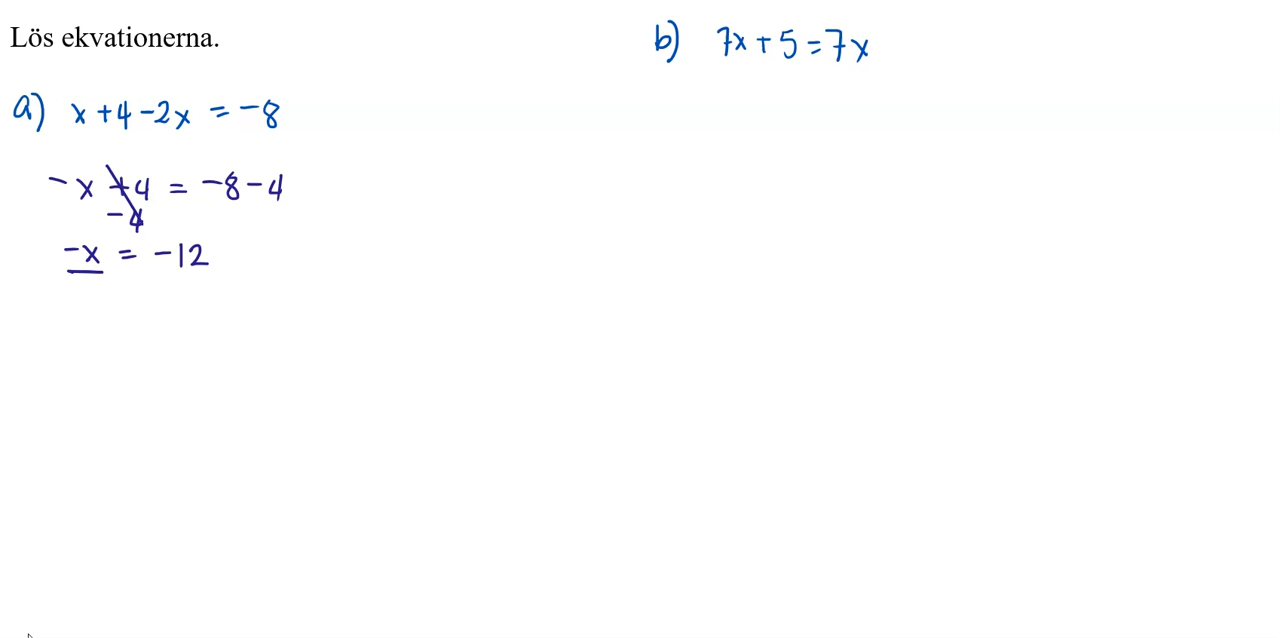 Lös ekvationerna.
a) x + 4 - 2x = -8
-x + 4 = -8 - 4
- 4
-x = -12
b) 7x + 5 = 7x